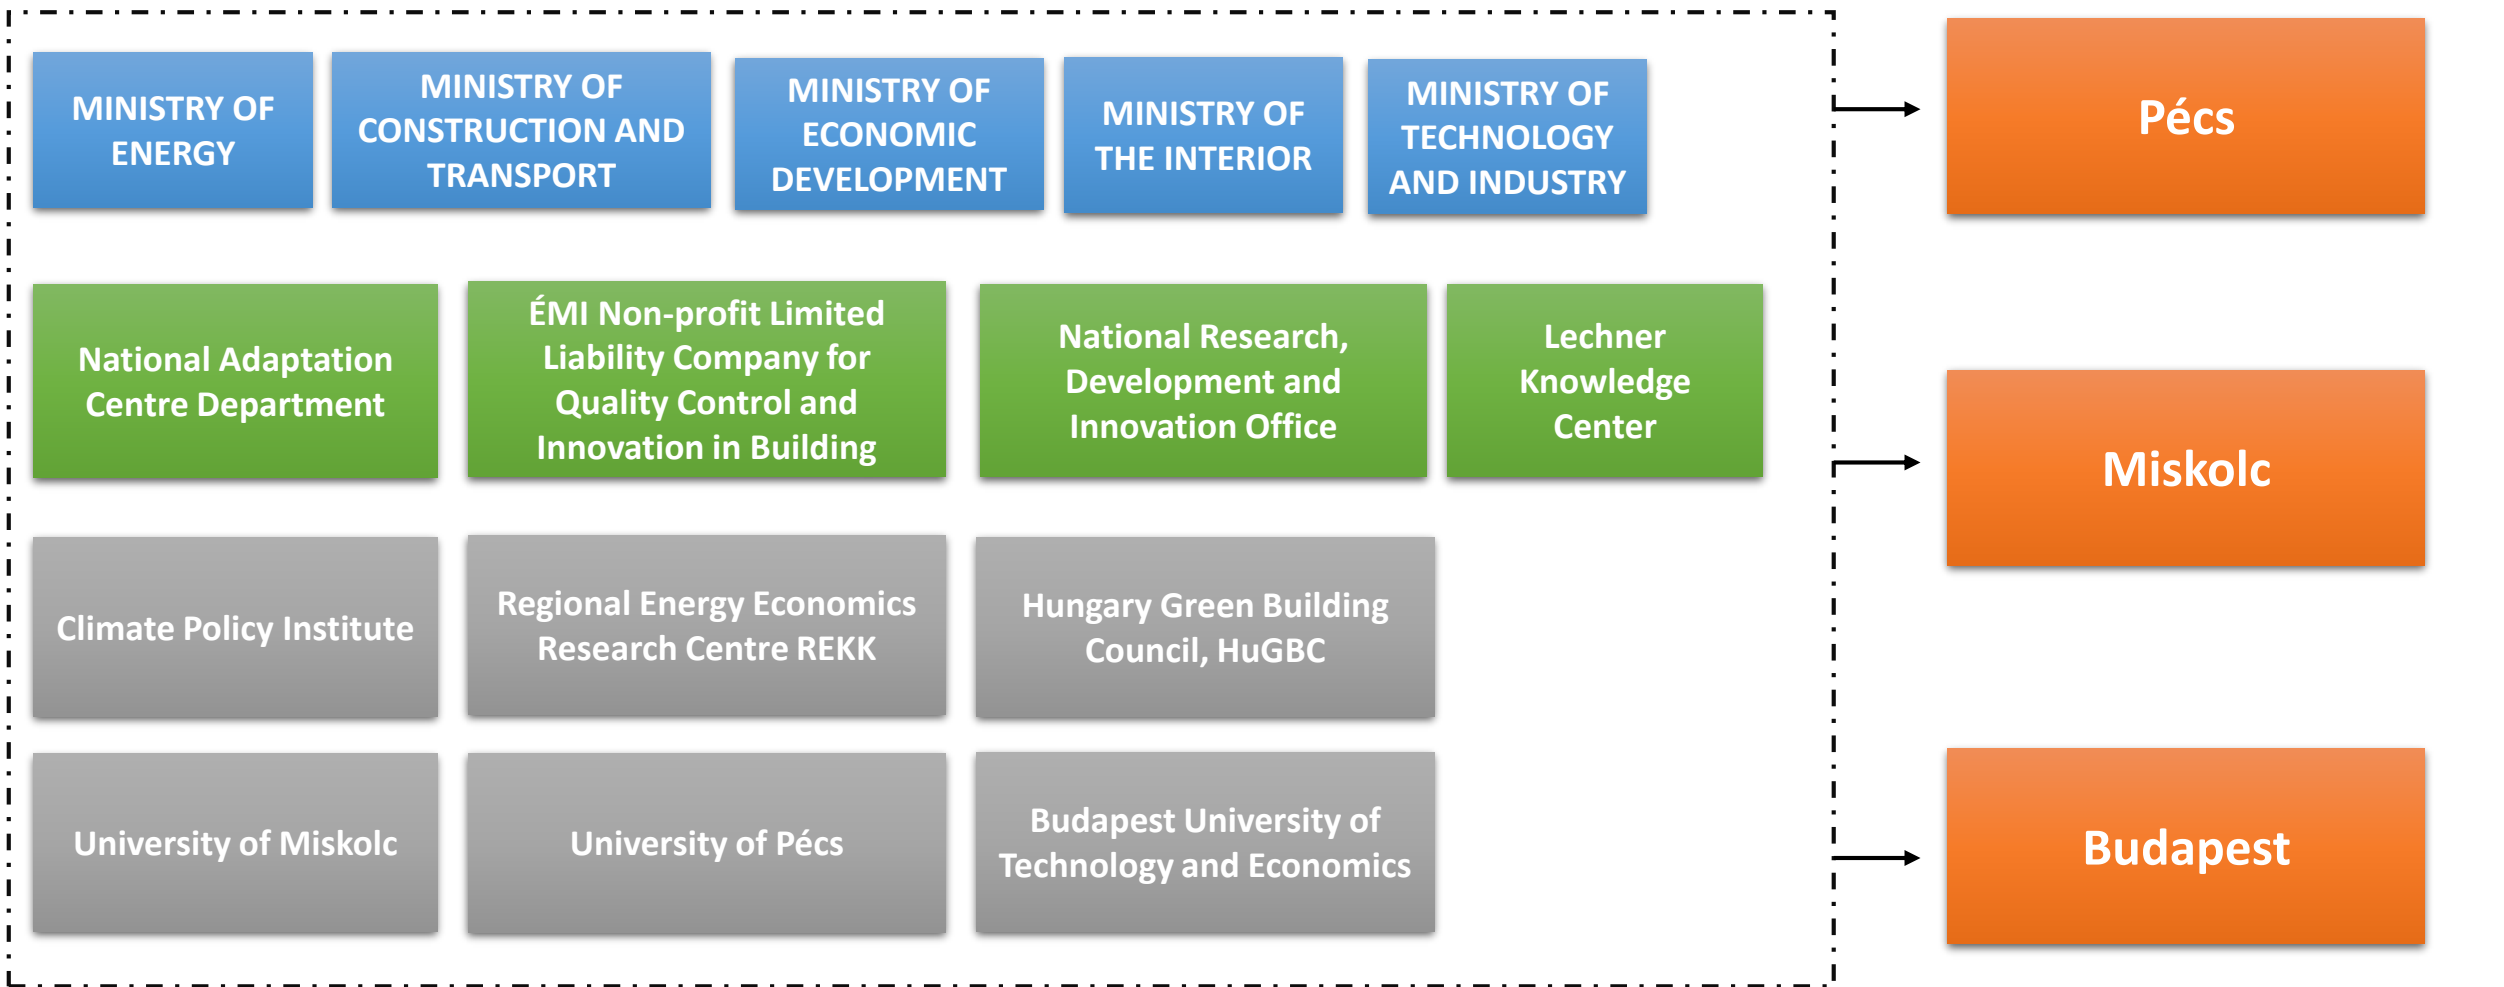 MINISTRY OF
ENERGY
MINISTRY OF
CONSTRUCTION AND
TRANSPORT
MINISTRY OF
ECONOMIC
DEVELOPMENT
MINISTRY OF
THE INTERIOR
MINISTRY OF
TECHNOLOGY
AND INDUSTRY
Pécs
National Adaptation
Centre Department
ÉMI Non-profit Limited
Liability Company for
Quality Control and
Innovation in Building
National Research,
Development and
Innovation Office
Lechner
Knowledge
Center
Miskolc
Climate Policy Institute
Regional Energy Economics
Research Centre REKK
Hungary Green Building
Council, HuGBC
University of Miskolc
University of Pécs
Budapest University of
Technology and Economics
Budapest